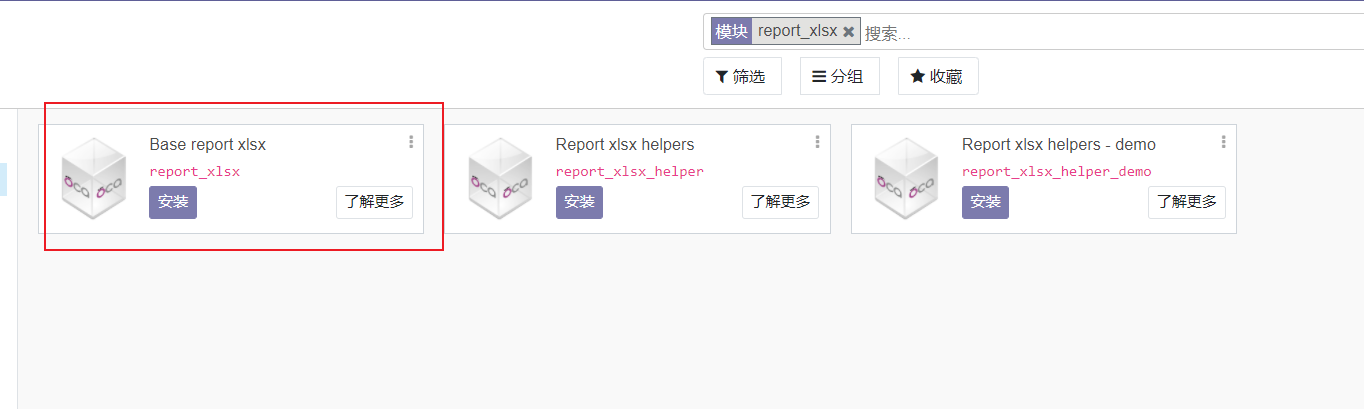 模块 report_xlsx 搜索...
筛选 分组 收藏
Base report xlsx
report_xlsx
安装 了解更多
Report xlsx helpers
report_xlsx_helper
安装 了解更多
Report xlsx helpers - demo
report_xlsx_helper_demo
安装 了解更多